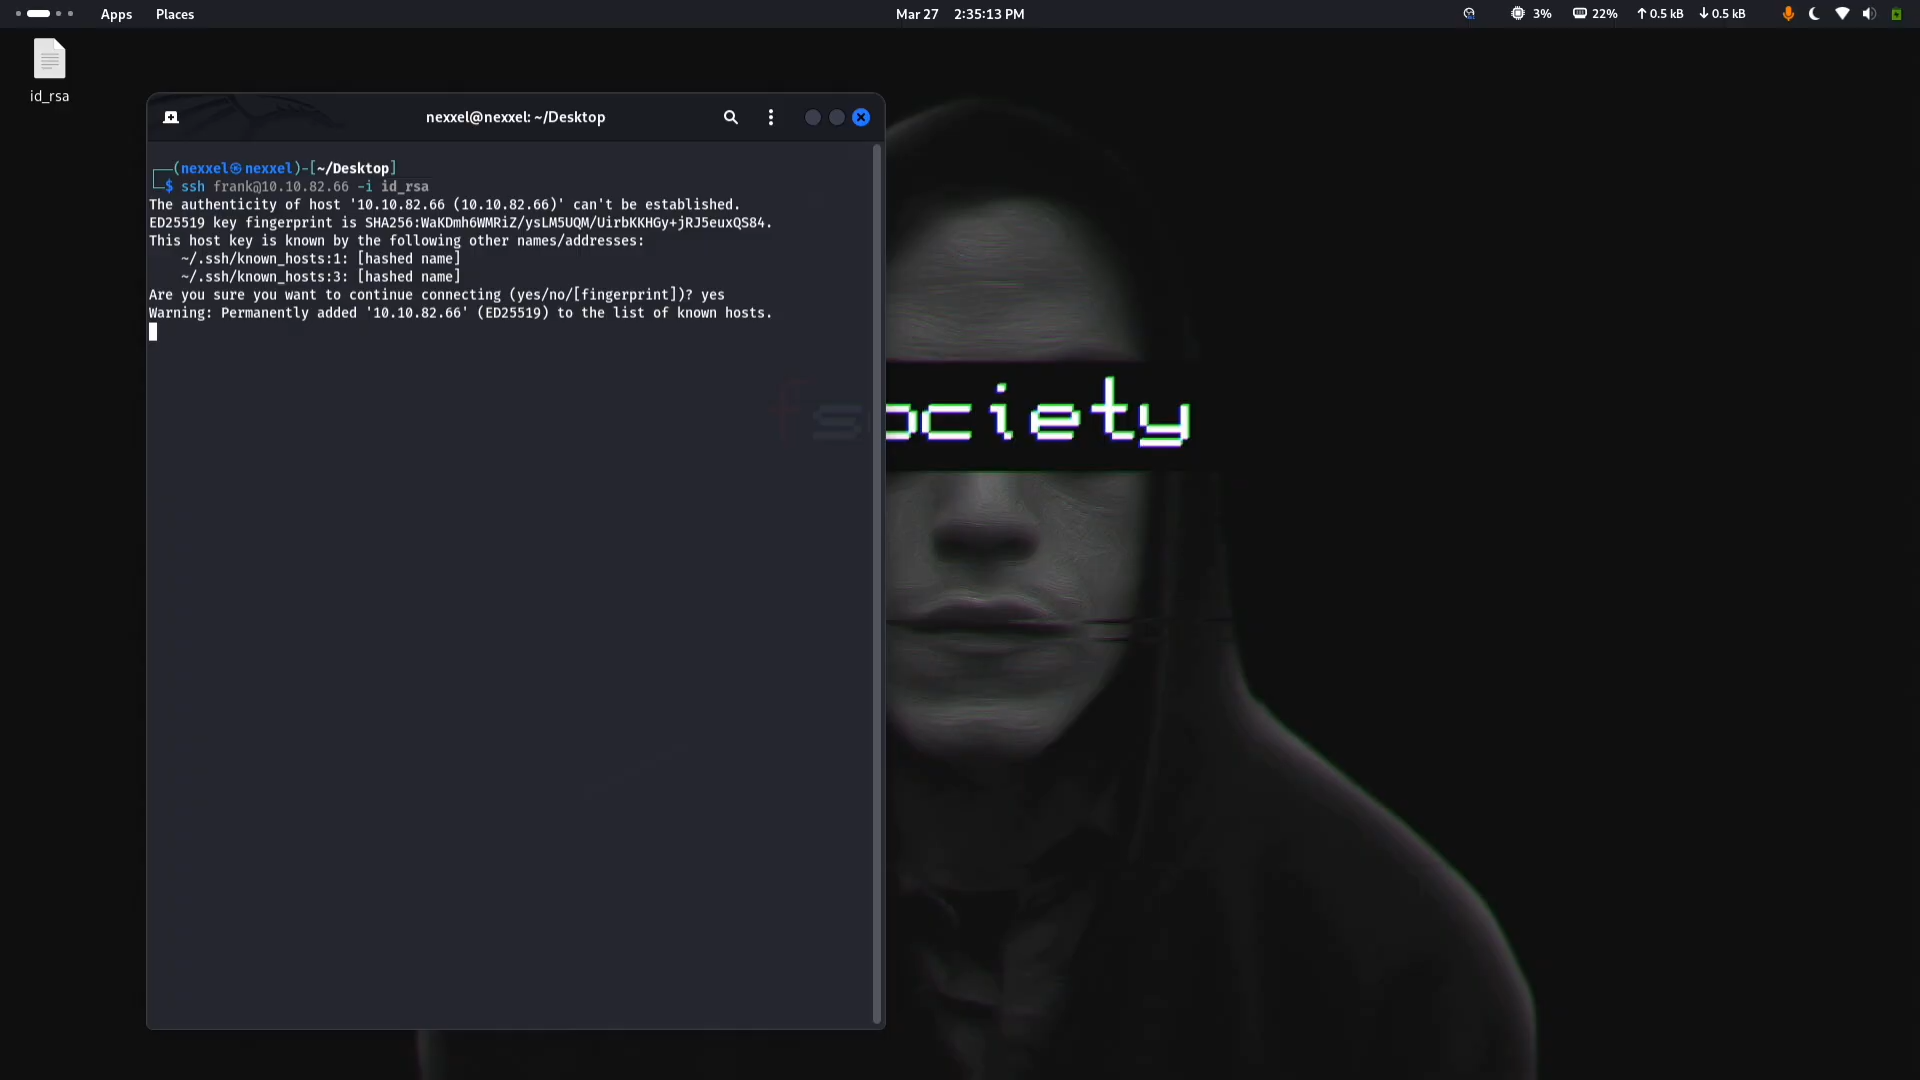 Apps Places Mar 27 2:35:13 PM 3% 22% ↑ 0.5 kB ↓ 0.5 kB
id_rsa
nexxel@nexxel: ~/Desktop
┌──(nexxel㉿nexxel)-[~/Desktop]
└─$ ssh frank@10.10.82.66 -i id_rsa
The authenticity of host '10.10.82.66 (10.10.82.66)' can't be established.
ED25519 key fingerprint is SHA256:WaKDmh6WMRiZ/ysLM5UQM/UirbKKHGy+jRJ5euxQS84.
This host key is known by the following other names/addresses:
    ~/.ssh/known_hosts:1: [hashed name]
    ~/.ssh/known_hosts:3: [hashed name]
Are you sure you want to continue connecting (yes/no/[fingerprint])? yes
Warning: Permanently added '10.10.82.66' (ED25519) to the list of known hosts.
fsociety